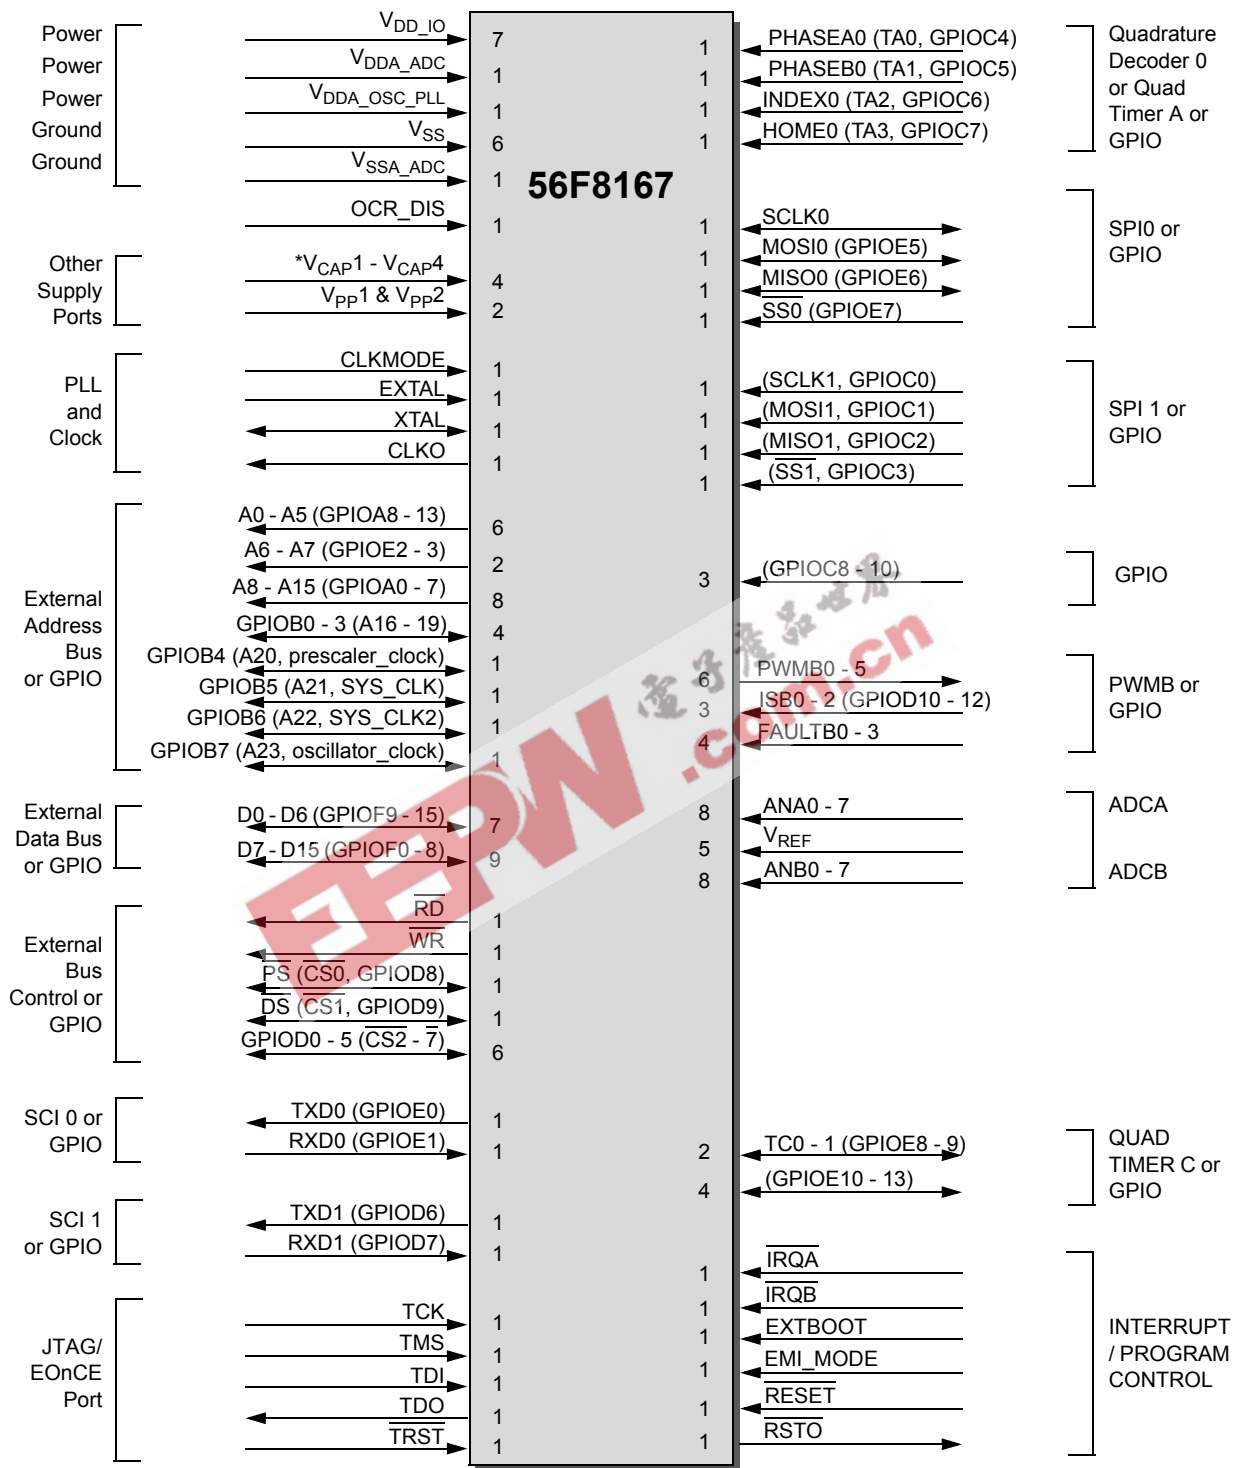 56F8167
Power
Power
Power
Ground
Ground
VDD_IO
7
VDDA_ADC
1
VDDA_OSC_PLL
1
VSS
6
VSSA_ADC
1
OCR_DIS
1
Other
Supply
Ports
*VCAP1 - VCAP4
4
VPP1 & VPP2
2
PLL
and
Clock
CLKMODE
1
EXTAL
1
XTAL
1
CLKO
1
External
Address
Bus
or GPIO
A0 - A5 (GPIOA8 - 13)
6
A6 - A7 (GPIOE2 - 3)
2
A8 - A15 (GPIOA0 - 7)
8
GPIOB0 - 3 (A16 - 19)
4
GPIOB4 (A20, prescaler_clock)
1
GPIOB5 (A21, SYS_CLK)
1
GPIOB6 (A22, SYS_CLK2)
1
GPIOB7 (A23, oscillator_clock)
1
External
Data Bus
or GPIO
D0 - D6 (GPIOF9 - 15)
7
D7 - D15 (GPIOF0 - 8)
9
External
Bus
Control or
GPIO
RD
1
WR
1
PS (CS0, GPIOD8)
1
DS (CS1, GPIOD9)
1
GPIOD0 - 5 (CS2 - 7)
6
SCI 0 or
GPIO
TXD0 (GPIOE0)
1
RXD0 (GPIOE1)
1
SCI 1
or GPIO
TXD1 (GPIOD6)
1
RXD1 (GPIOD7)
1
JTAG/
EOnCE
Port
TCK
1
TMS
1
TDI
1
TDO
1
TRST
1
1
PHASEA0 (TA0, GPIOC4)
1
PHASEB0 (TA1, GPIOC5)
1
INDEX0 (TA2, GPIOC6)
1
HOME0 (TA3, GPIOC7)
Quadrature
Decoder 0
or Quad
Timer A or
GPIO
1
SCLK0
1
MOSI0 (GPIOE5)
1
MISO0 (GPIOE6)
1
SS0 (GPIOE7)
SPI0 or
GPIO
1
(SCLK1, GPIOC0)
1
(MOSI1, GPIOC1)
1
(MISO1, GPIOC2)
1
(SS1, GPIOC3)
SPI 1 or
GPIO
3
(GPIOC8 - 10)
GPIO
6
PWMB0 - 5
3
ISB0 - 2 (GPIOD10 - 12)
4
FAULTB0 - 3
PWMB or
GPIO
8
ANA0 - 7
5
VREF
8
ANB0 - 7
ADCA
ADCB
2
TC0 - 1 (GPIOE8 - 9)
4
(GPIOE10 - 13)
QUAD
TIMER C or
GPIO
1
IRQA
1
IRQB
1
EXTBOOT
1
EMI_MODE
1
RESET
1
RSTO
INTERRUPT
/ PROGRAM
CONTROL
EEPW
.com.cn
電子產品世界